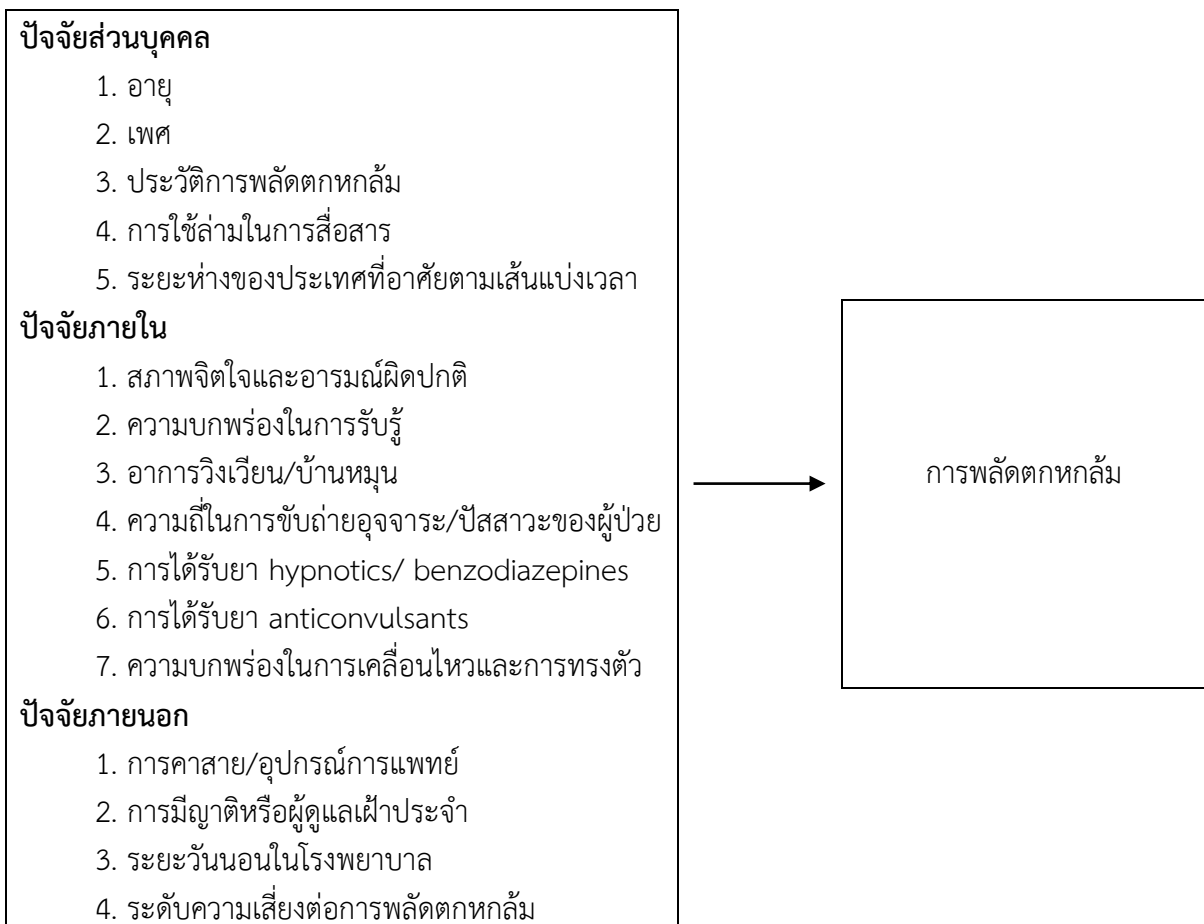 ปัจจัยส่วนบุคคล
1. อายุ
2. เพศ
3. ประวัติการพลัดตกหกล้ม
4. การใช้ล่ามในการสื่อสาร
5. ระยะห่างของประเทศที่อาศัยตามเส้นแบ่งเวลา
ปัจจัยภายใน
1. สภาพจิตใจและอารมณ์ผิดปกติ
2. ความบกพร่องในการรับรู้
3. อาการวิงเวียน/บ้านหมุน
4. ความถี่ในการขับถ่ายอุจจาระ/ปัสสาวะของผู้ป่วย
5. การได้รับยา hypnotics/ benzodiazepines
6. การได้รับยา anticonvulsants
7. ความบกพร่องในการเคลื่อนไหวและการทรงตัว
ปัจจัยภายนอก
1. การคาสาย/อุปกรณ์การแพทย์
2. การมีญาติหรือผู้ดูแลเฝ้าประจำ
3. ระยะวันนอนในโรงพยาบาล
4. ระดับความเสี่ยงต่อการพลัดตกหกล้ม
การพลัดตกหกล้ม